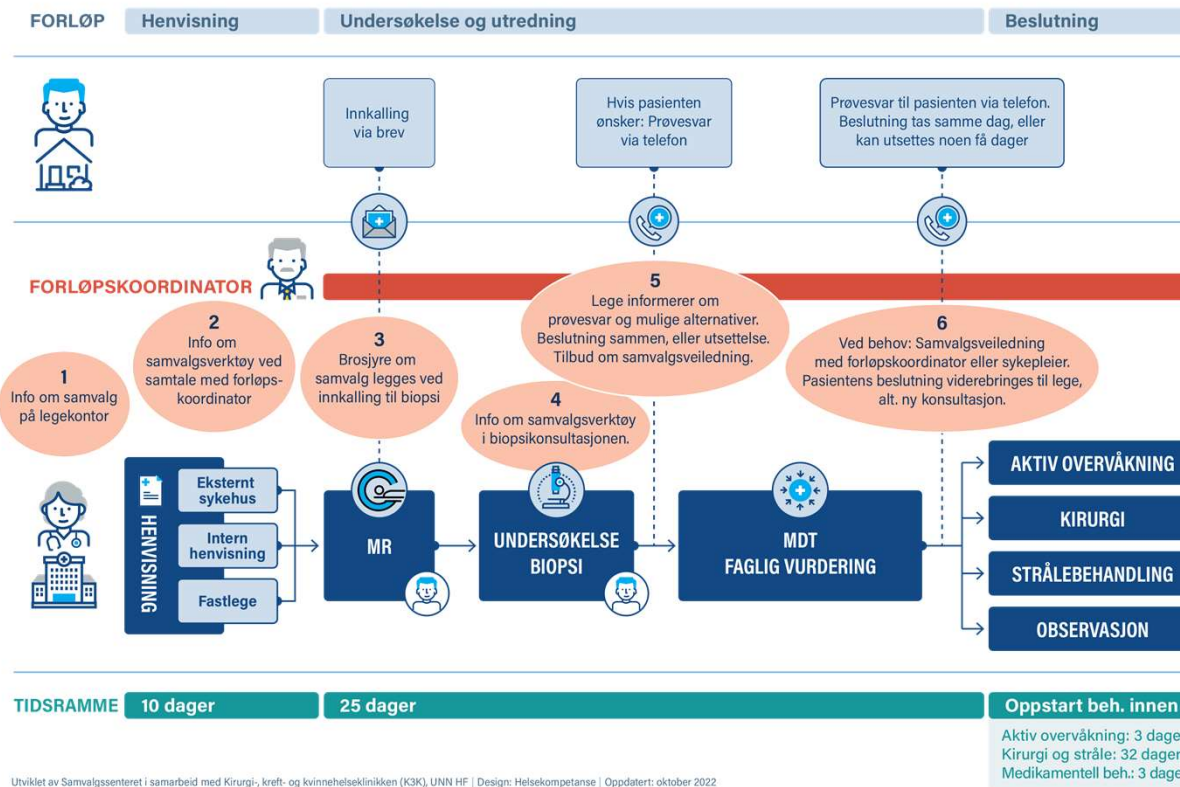 FORLØP
Henvisning
Undersøkelse og utredning
Beslutning
Innkalling
via brev
Hvis pasienten
ønsker: Prøvesvar
via telefon
Prøvesvar til pasienten via telefon.
Beslutning tas samme dag, eller
kan utsettes noen få dager
FORLØPSKOORDINATOR
1
Info om samvalg
på legekontor
2
Info om
samvalgsverktøy ved
samtale med forløps-
koordinator
3
Brosjyre om
samvalg legges ved
innkalling til biopsi
4
Info om samvalgsverktøy
i biopsikonsultasjonen.
5
Lege informerer om
prøvesvar og mulige alternativer.
Beslutning sammen, eller utsettelse.
Tilbud om samvalgsveiledning.
6
Ved behov: Samvalgsveiledning
med forløpskoordinator eller sykepleier.
Pasientens beslutning viderebringes til lege,
alt. ny konsultasjon.
HENVISNING
Eksternt
sykehus
Intern
henvisning
Fastlege
MR
UNDERSØKELSE
BIOPSI
MDT
FAGLIG VURDERING
AKTIV OVERVÅKNING
KIRURGI
STRÅLEBEHANDLING
OBSERVASJON
TIDSRAMME
10 dager
25 dager
Oppstart beh. innen
Aktiv overvåkning: 3 dage
Kirurgi og stråle: 32 dager
Medikamentell beh.: 3 dage
Utviklet av Samvalgssenteret i samarbeid med Kirurgi-, kreft- og kvinnehelseklinikken (K3K), UNN HF | Design: Helsekompetanse | Oppdatert: oktober 2022